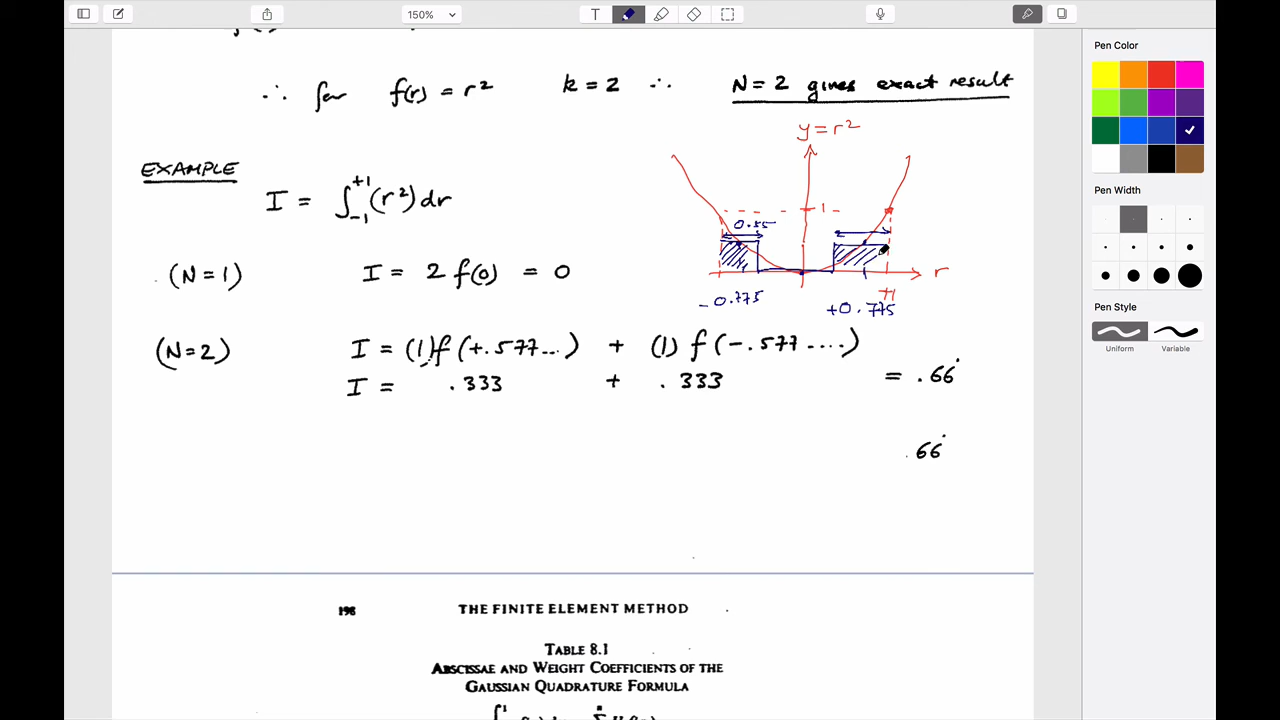 150%
∴ for f(r) = r² k = 2 ∴ N = 2 gives exact result
y = r²
EXAMPLE
I = ∫₋₁⁺¹ (r²) dr
1
0.55
(N=1) I = 2 f(0) = 0
r
-0.775 +0.775 +1
(N=2) I = (1) f(+.577...) + (1) f(-.577....)
I = .333 + .333 = .66̇
.66̇
198 THE FINITE ELEMENT METHOD
TABLE 8.1
ABSCISSAE AND WEIGHT COEFFICIENTS OF THE
GAUSSIAN QUADRATURE FORMULA
Pen Color
Pen Width
Pen Style
Uniform Variable